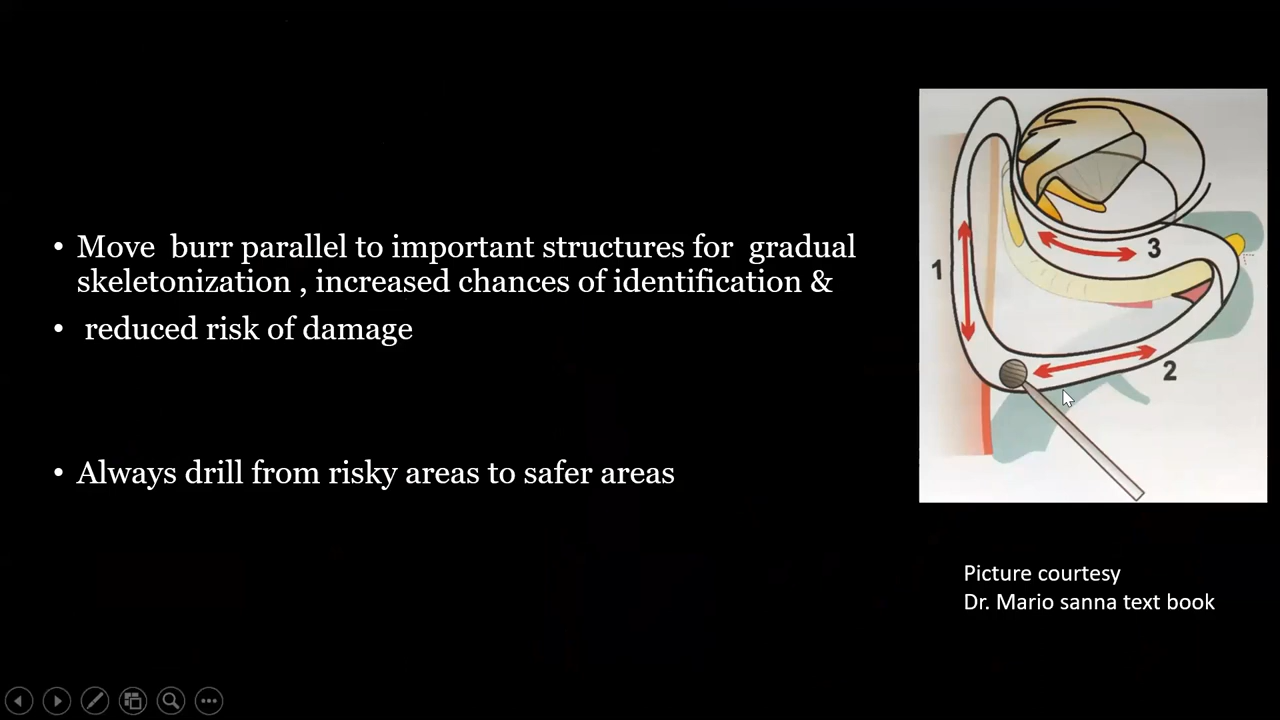 • Move burr parallel to important structures for gradual
skeletonization , increased chances of identification &
• reduced risk of damage
• Always drill from risky areas to safer areas
1
3
2
Picture courtesy
Dr. Mario sanna text book